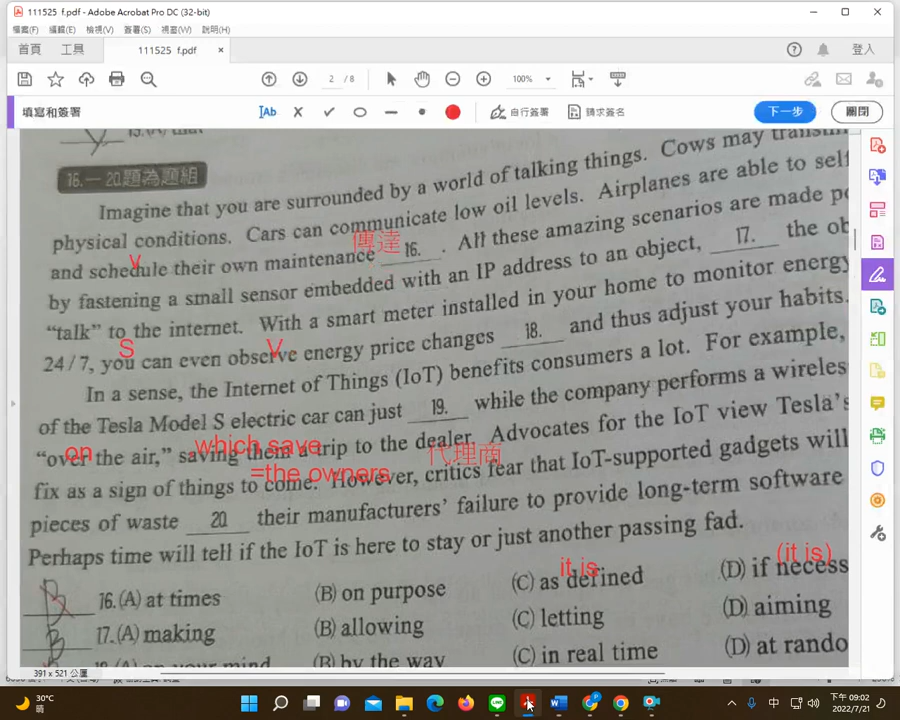 111525 f.pdf - Adobe Acrobat Pro DC (32-bit)
檔案(F) 編輯(E) 檢視(V) 簽署(S) 視窗(W) 說明(H)
首頁 工具 111525 f.pdf × 登入
2 / 8 100%
填寫和簽署 Ab 自行簽署 請求簽名 下一步 關閉
16.－20.題為題組
Imagine that you are surrounded by a world of talking things. Cows may transmi
physical conditions. Cars can communicate low oil levels. Airplanes are able to self
傳達
and schedule their own maintenance 16. . All these amazing scenarios are made po
V
by fastening a small sensor embedded with an IP address to an object, 17. the ob
“talk” to the internet. With a smart meter installed in your home to monitor energy
S V
24/7, you can even observe energy price changes 18. and thus adjust your habits.
In a sense, the Internet of Things (IoT) benefits consumers a lot. For example,
of the Tesla Model S electric car can just 19. while the company performs a wireles
on ,which save
“over the air,” saving them a trip to the dealer. Advocates for the IoT view Tesla’s
=the owners 代理商
fix as a sign of things to come. However, critics fear that IoT-supported gadgets will
pieces of waste 20 their manufacturers’ failure to provide long-term software
Perhaps time will tell if the IoT is here to stay or just another passing fad.
it is (it is)
B 16.(A) at times (B) on purpose (C) as defined (D) if necess
B 17.(A) making (B) allowing (C) letting (D) aiming
18.(A) on your mind (B) by the way (C) in real time (D) at rando
391 x 521 公釐
30°C
晴
中
下午 09:02
2022/7/21